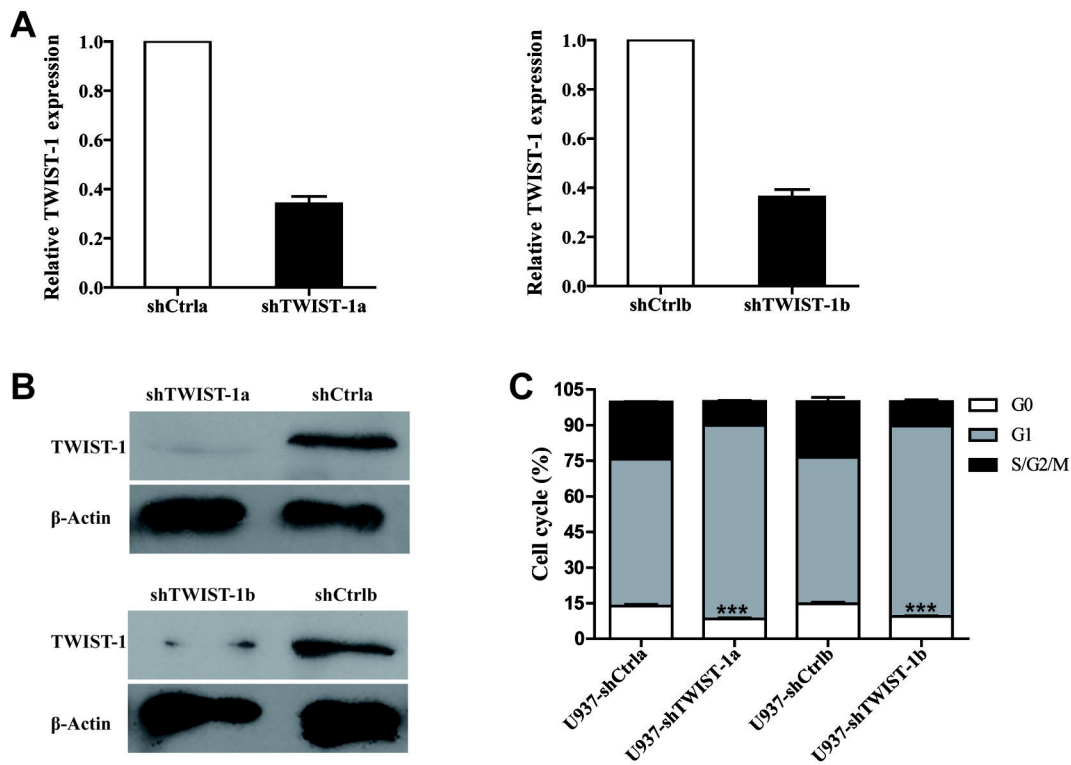 A
Relative TWIST-1 expression
1.0
0.8
0.6
0.4
0.2
0.0
shCtrla
shTWIST-1a
Relative TWIST-1 expression
1.0
0.8
0.6
0.4
0.2
0.0
shCtrlb
shTWIST-1b
B
shTWIST-1a shCtrla
TWIST-1
β-Actin
shTWIST-1b shCtrlb
TWIST-1
β-Actin
C
Cell cycle (%)
105
90
75
60
45
30
15
0
***
***
G0
G1
S/G2/M
U937-shCtrla
U937-shTWIST-1a
U937-shCtrlb
U937-shTWIST-1b